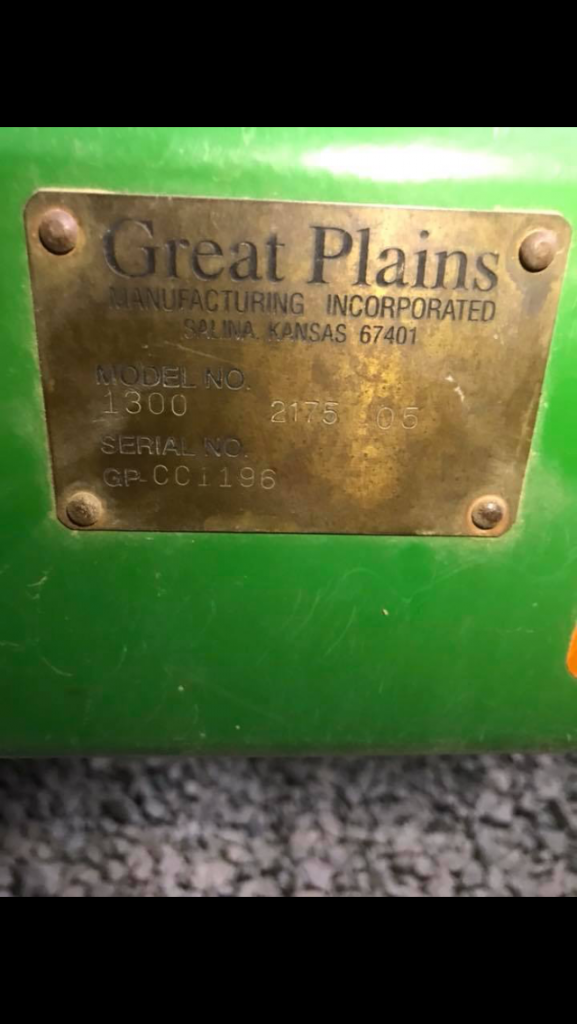 Great Plains
MANUFACTURING INCORPORATED
SALINA, KANSAS 67401
MODEL NO.
1300 2175 05
SERIAL NO.
GP-CC1196